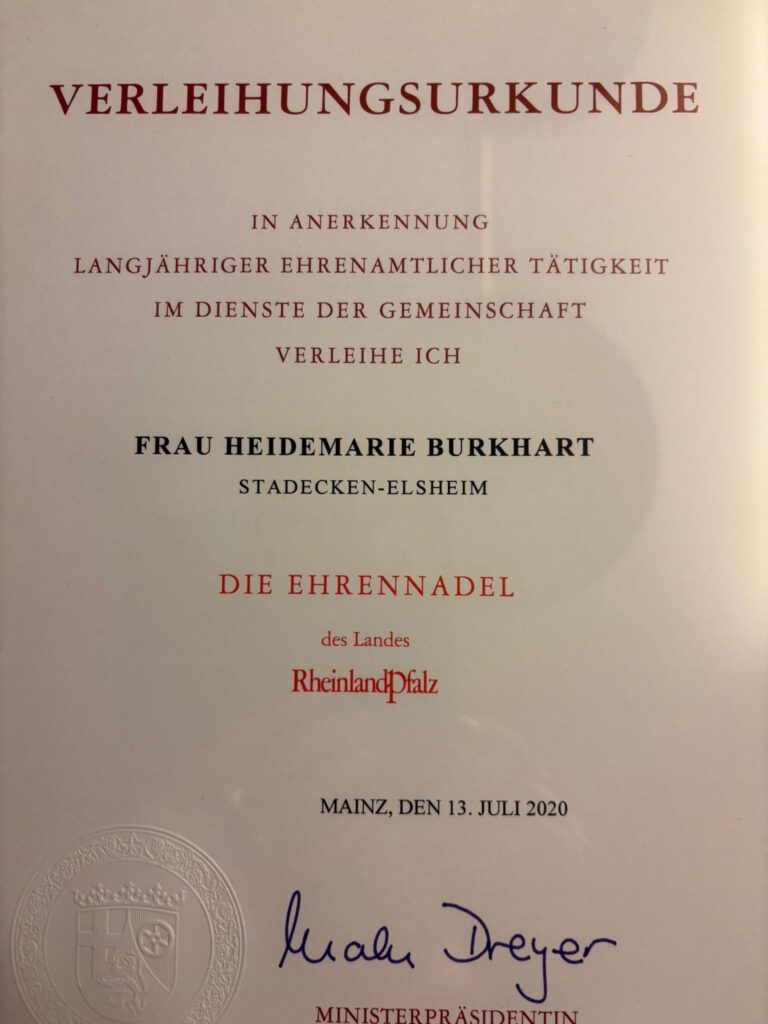 VERLEIHUNGSURKUNDE
IN ANERKENNUNG
LANGJÄHRIGER EHRENAMTLICHER TÄTIGKEIT
IM DIENSTE DER GEMEINSCHAFT
VERLEIHE ICH
FRAU HEIDEMARIE BURKHART
STADECKEN-ELSHEIM
DIE EHRENNADEL
des Landes
RheinlandPfalz
MAINZ, DEN 13. JULI 2020
Malu Dreyer
MINISTERPRÄSIDENTIN